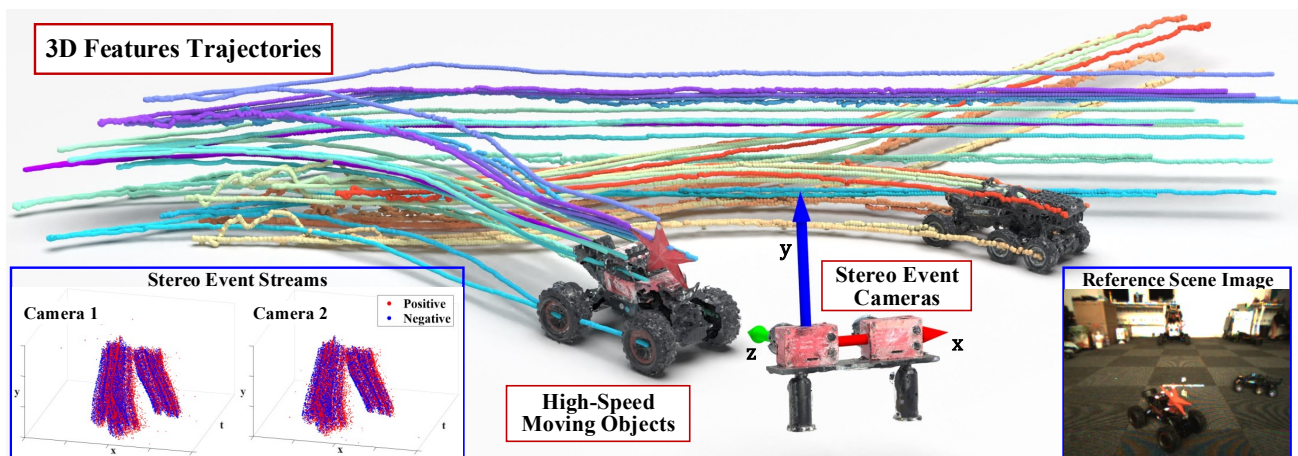 3D Features Trajectories
Stereo Event Streams
Camera 1
Camera 2
Positive
Negative
y
x
t
y
x
t
High-Speed
Moving Objects
y
z
x
Stereo Event
Cameras
Reference Scene Image